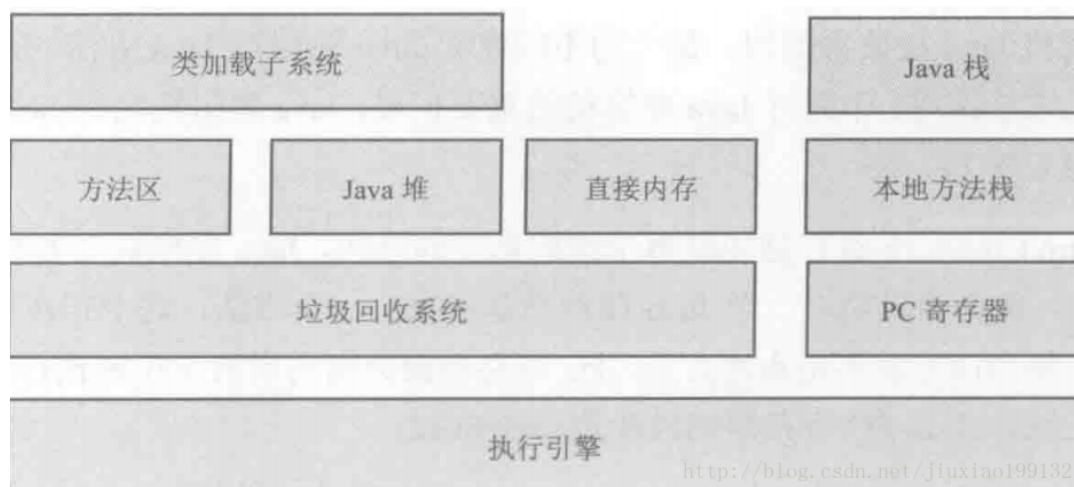 类加载子系统
Java 栈
方法区
Java 堆
直接内存
本地方法栈
垃圾回收系统
PC 寄存器
执行引擎
http://blog.csdn.net/jiuxiao199132